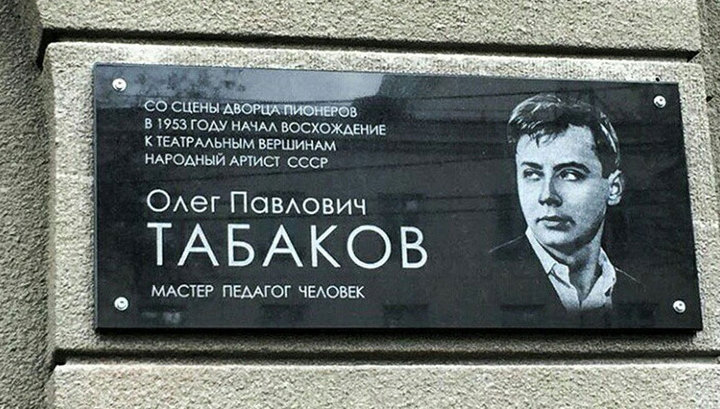 СО СЦЕНЫ ДВОРЦА ПИОНЕРОВ
В 1953 ГОДУ НАЧАЛ ВОСХОЖДЕНИЕ
К ТЕАТРАЛЬНЫМ ВЕРШИНАМ
НАРОДНЫЙ АРТИСТ СССР
Олег Павлович
ТАБАКОВ
МАСТЕР ПЕДАГОГ ЧЕЛОВЕК